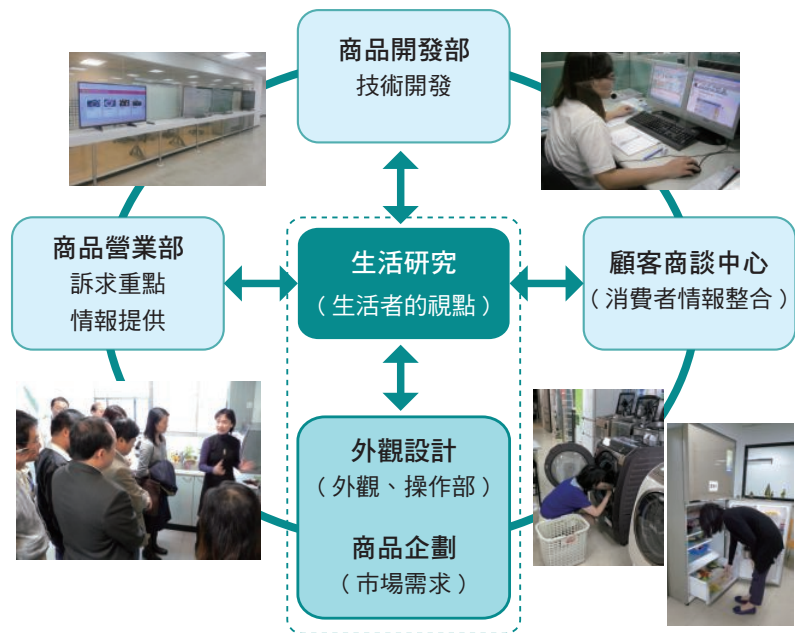 商品開發部
技術開發
商品營業部
訴求重點
情報提供
生活研究
（生活者的視點）
顧客商談中心
（消費者情報整合）
外觀設計
（外觀、操作部）
商品企劃
（市場需求）